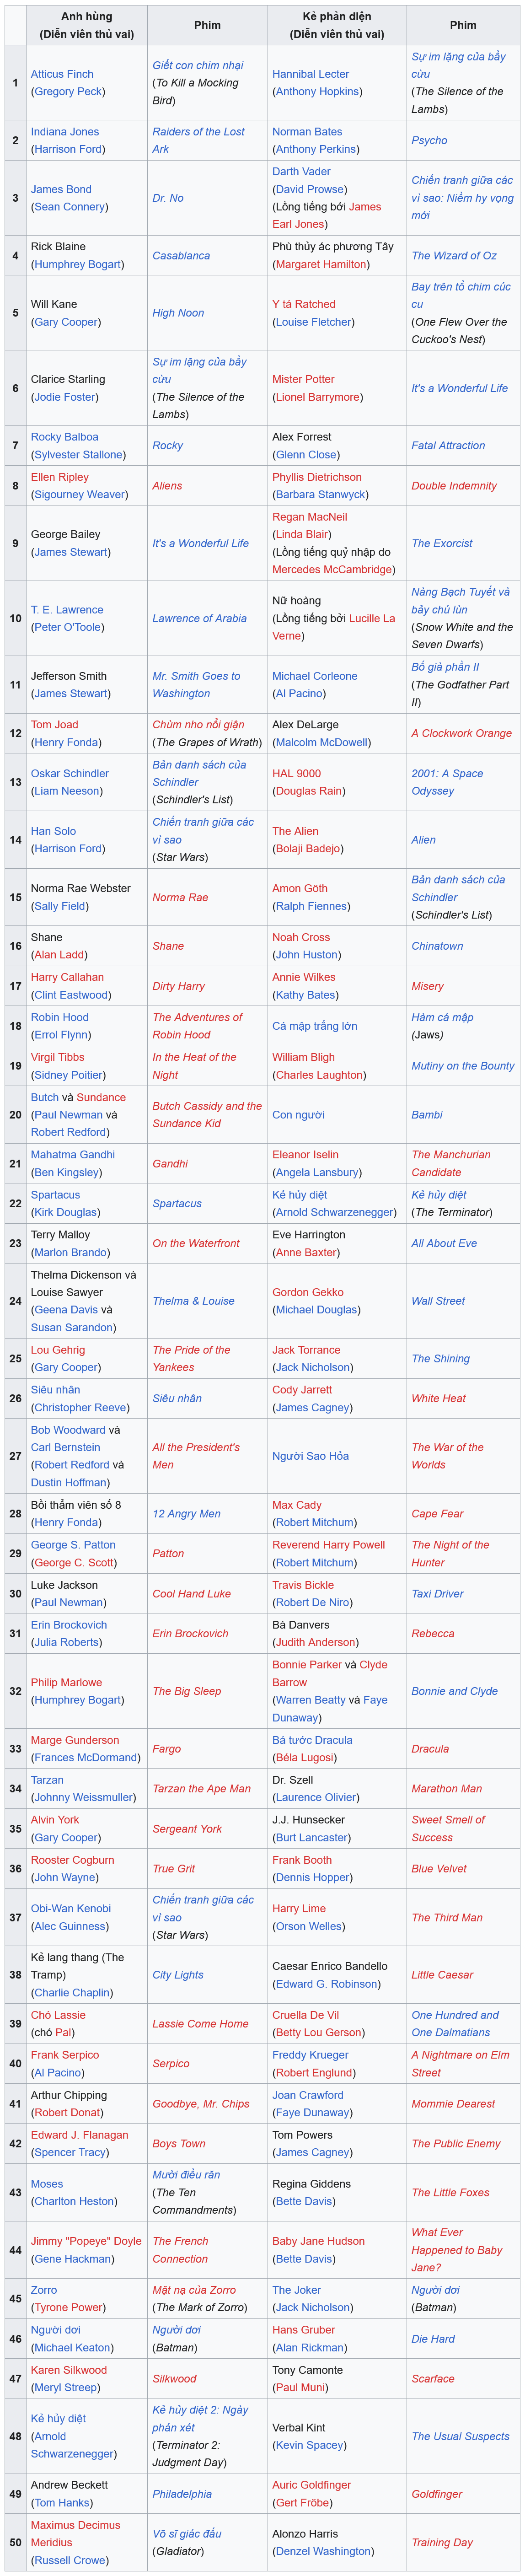 Anh hùng
(Diễn viên thủ vai)
Phim
Kẻ phản diện
(Diễn viên thủ vai)
Phim
1
Atticus Finch
(Gregory Peck)
Giết con chim nhại
(To Kill a Mocking
Bird)
Hannibal Lecter
(Anthony Hopkins)
Sự im lặng của bầy
cừu
(The Silence of the
Lambs)
2
Indiana Jones
(Harrison Ford)
Raiders of the Lost
Ark
Norman Bates
(Anthony Perkins)
Psycho
3
James Bond
(Sean Connery)
Dr. No
Darth Vader
(David Prowse)
(Lồng tiếng bởi James
Earl Jones)
Chiến tranh giữa các
vì sao: Niềm hy vọng
mới
4
Rick Blaine
(Humphrey Bogart)
Casablanca
Phù thủy ác phương Tây
(Margaret Hamilton)
The Wizard of Oz
5
Will Kane
(Gary Cooper)
High Noon
Y tá Ratched
(Louise Fletcher)
Bay trên tổ chim cúc
cu
(One Flew Over the
Cuckoo's Nest)
6
Clarice Starling
(Jodie Foster)
Sự im lặng của bầy
cừu
(The Silence of the
Lambs)
Mister Potter
(Lionel Barrymore)
It's a Wonderful Life
7
Rocky Balboa
(Sylvester Stallone)
Rocky
Alex Forrest
(Glenn Close)
Fatal Attraction
8
Ellen Ripley
(Sigourney Weaver)
Aliens
Phyllis Dietrichson
(Barbara Stanwyck)
Double Indemnity
9
George Bailey
(James Stewart)
It's a Wonderful Life
Regan MacNeil
(Linda Blair)
(Lồng tiếng quỷ nhập do
Mercedes McCambridge)
The Exorcist
10
T. E. Lawrence
(Peter O'Toole)
Lawrence of Arabia
Nữ hoàng
(Lồng tiếng bởi Lucille La
Verne)
Nàng Bạch Tuyết và
bảy chú lùn
(Snow White and the
Seven Dwarfs)
11
Jefferson Smith
(James Stewart)
Mr. Smith Goes to
Washington
Michael Corleone
(Al Pacino)
Bố già phần II
(The Godfather Part
II)
12
Tom Joad
(Henry Fonda)
Chùm nho nổi giận
(The Grapes of Wrath)
Alex DeLarge
(Malcolm McDowell)
A Clockwork Orange
13
Oskar Schindler
(Liam Neeson)
Bản danh sách của
Schindler
(Schindler's List)
HAL 9000
(Douglas Rain)
2001: A Space
Odyssey
14
Han Solo
(Harrison Ford)
Chiến tranh giữa các
vì sao
(Star Wars)
The Alien
(Bolaji Badejo)
Alien
15
Norma Rae Webster
(Sally Field)
Norma Rae
Amon Göth
(Ralph Fiennes)
Bản danh sách của
Schindler
(Schindler's List)
16
Shane
(Alan Ladd)
Shane
Noah Cross
(John Huston)
Chinatown
17
Harry Callahan
(Clint Eastwood)
Dirty Harry
Annie Wilkes
(Kathy Bates)
Misery
18
Robin Hood
(Errol Flynn)
The Adventures of
Robin Hood
Cá mập trắng lớn
Hàm cá mập
(Jaws)
19
Virgil Tibbs
(Sidney Poitier)
In the Heat of the
Night
William Bligh
(Charles Laughton)
Mutiny on the Bounty
20
Butch và Sundance
(Paul Newman và
Robert Redford)
Butch Cassidy and the
Sundance Kid
Con người
Bambi
21
Mahatma Gandhi
(Ben Kingsley)
Gandhi
Eleanor Iselin
(Angela Lansbury)
The Manchurian
Candidate
22
Spartacus
(Kirk Douglas)
Spartacus
Kẻ hủy diệt
(Arnold Schwarzenegger)
Kẻ hủy diệt
(The Terminator)
23
Terry Malloy
(Marlon Brando)
On the Waterfront
Eve Harrington
(Anne Baxter)
All About Eve
24
Thelma Dickenson và
Louise Sawyer
(Geena Davis và
Susan Sarandon)
Thelma & Louise
Gordon Gekko
(Michael Douglas)
Wall Street
25
Lou Gehrig
(Gary Cooper)
The Pride of the
Yankees
Jack Torrance
(Jack Nicholson)
The Shining
26
Siêu nhân
(Christopher Reeve)
Siêu nhân
Cody Jarrett
(James Cagney)
White Heat
27
Bob Woodward và
Carl Bernstein
(Robert Redford và
Dustin Hoffman)
All the President's
Men
Người Sao Hỏa
The War of the
Worlds
28
Bồi thẩm viên số 8
(Henry Fonda)
12 Angry Men
Max Cady
(Robert Mitchum)
Cape Fear
29
George S. Patton
(George C. Scott)
Patton
Reverend Harry Powell
(Robert Mitchum)
The Night of the
Hunter
30
Luke Jackson
(Paul Newman)
Cool Hand Luke
Travis Bickle
(Robert De Niro)
Taxi Driver
31
Erin Brockovich
(Julia Roberts)
Erin Brockovich
Bà Danvers
(Judith Anderson)
Rebecca
32
Philip Marlowe
(Humphrey Bogart)
The Big Sleep
Bonnie Parker và Clyde
Barrow
(Warren Beatty và Faye
Dunaway)
Bonnie and Clyde
33
Marge Gunderson
(Frances McDormand)
Fargo
Bá tước Dracula
(Béla Lugosi)
Dracula
34
Tarzan
(Johnny Weissmuller)
Tarzan the Ape Man
Dr. Szell
(Laurence Olivier)
Marathon Man
35
Alvin York
(Gary Cooper)
Sergeant York
J.J. Hunsecker
(Burt Lancaster)
Sweet Smell of
Success
36
Rooster Cogburn
(John Wayne)
True Grit
Frank Booth
(Dennis Hopper)
Blue Velvet
37
Obi-Wan Kenobi
(Alec Guinness)
Chiến tranh giữa các
vì sao
(Star Wars)
Harry Lime
(Orson Welles)
The Third Man
38
Kẻ lang thang (The
Tramp)
(Charlie Chaplin)
City Lights
Caesar Enrico Bandello
(Edward G. Robinson)
Little Caesar
39
Chó Lassie
(chó Pal)
Lassie Come Home
Cruella De Vil
(Betty Lou Gerson)
One Hundred and
One Dalmatians
40
Frank Serpico
(Al Pacino)
Serpico
Freddy Krueger
(Robert Englund)
A Nightmare on Elm
Street
41
Arthur Chipping
(Robert Donat)
Goodbye, Mr. Chips
Joan Crawford
(Faye Dunaway)
Mommie Dearest
42
Edward J. Flanagan
(Spencer Tracy)
Boys Town
Tom Powers
(James Cagney)
The Public Enemy
43
Moses
(Charlton Heston)
Mười điều răn
(The Ten
Commandments)
Regina Giddens
(Bette Davis)
The Little Foxes
44
Jimmy "Popeye" Doyle
(Gene Hackman)
The French
Connection
Baby Jane Hudson
(Bette Davis)
What Ever
Happened to Baby
Jane?
45
Zorro
(Tyrone Power)
Mặt nạ của Zorro
(The Mark of Zorro)
The Joker
(Jack Nicholson)
Người dơi
(Batman)
46
Người dơi
(Michael Keaton)
Người dơi
(Batman)
Hans Gruber
(Alan Rickman)
Die Hard
47
Karen Silkwood
(Meryl Streep)
Silkwood
Tony Camonte
(Paul Muni)
Scarface
48
Kẻ hủy diệt
(Arnold
Schwarzenegger)
Kẻ hủy diệt 2: Ngày
phán xét
(Terminator 2:
Judgment Day)
Verbal Kint
(Kevin Spacey)
The Usual Suspects
49
Andrew Beckett
(Tom Hanks)
Philadelphia
Auric Goldfinger
(Gert Fröbe)
Goldfinger
50
Maximus Decimus
Meridius
(Russell Crowe)
Võ sĩ giác đấu
(Gladiator)
Alonzo Harris
(Denzel Washington)
Training Day